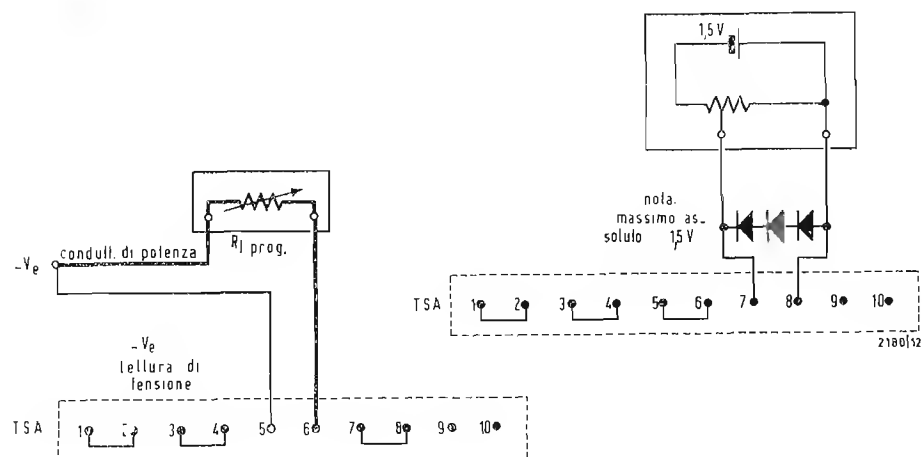 1,5 V
nota.
massimo as_
soluto 1,5 V
TSA 1 2 3 4 5 6 7 8 9 10
2180/12
R_I prog.
condutt. di potenza
-Ve
-Ve
lettura di
tensione
TSA 1 2 3 4 5 6 7 8 9 10